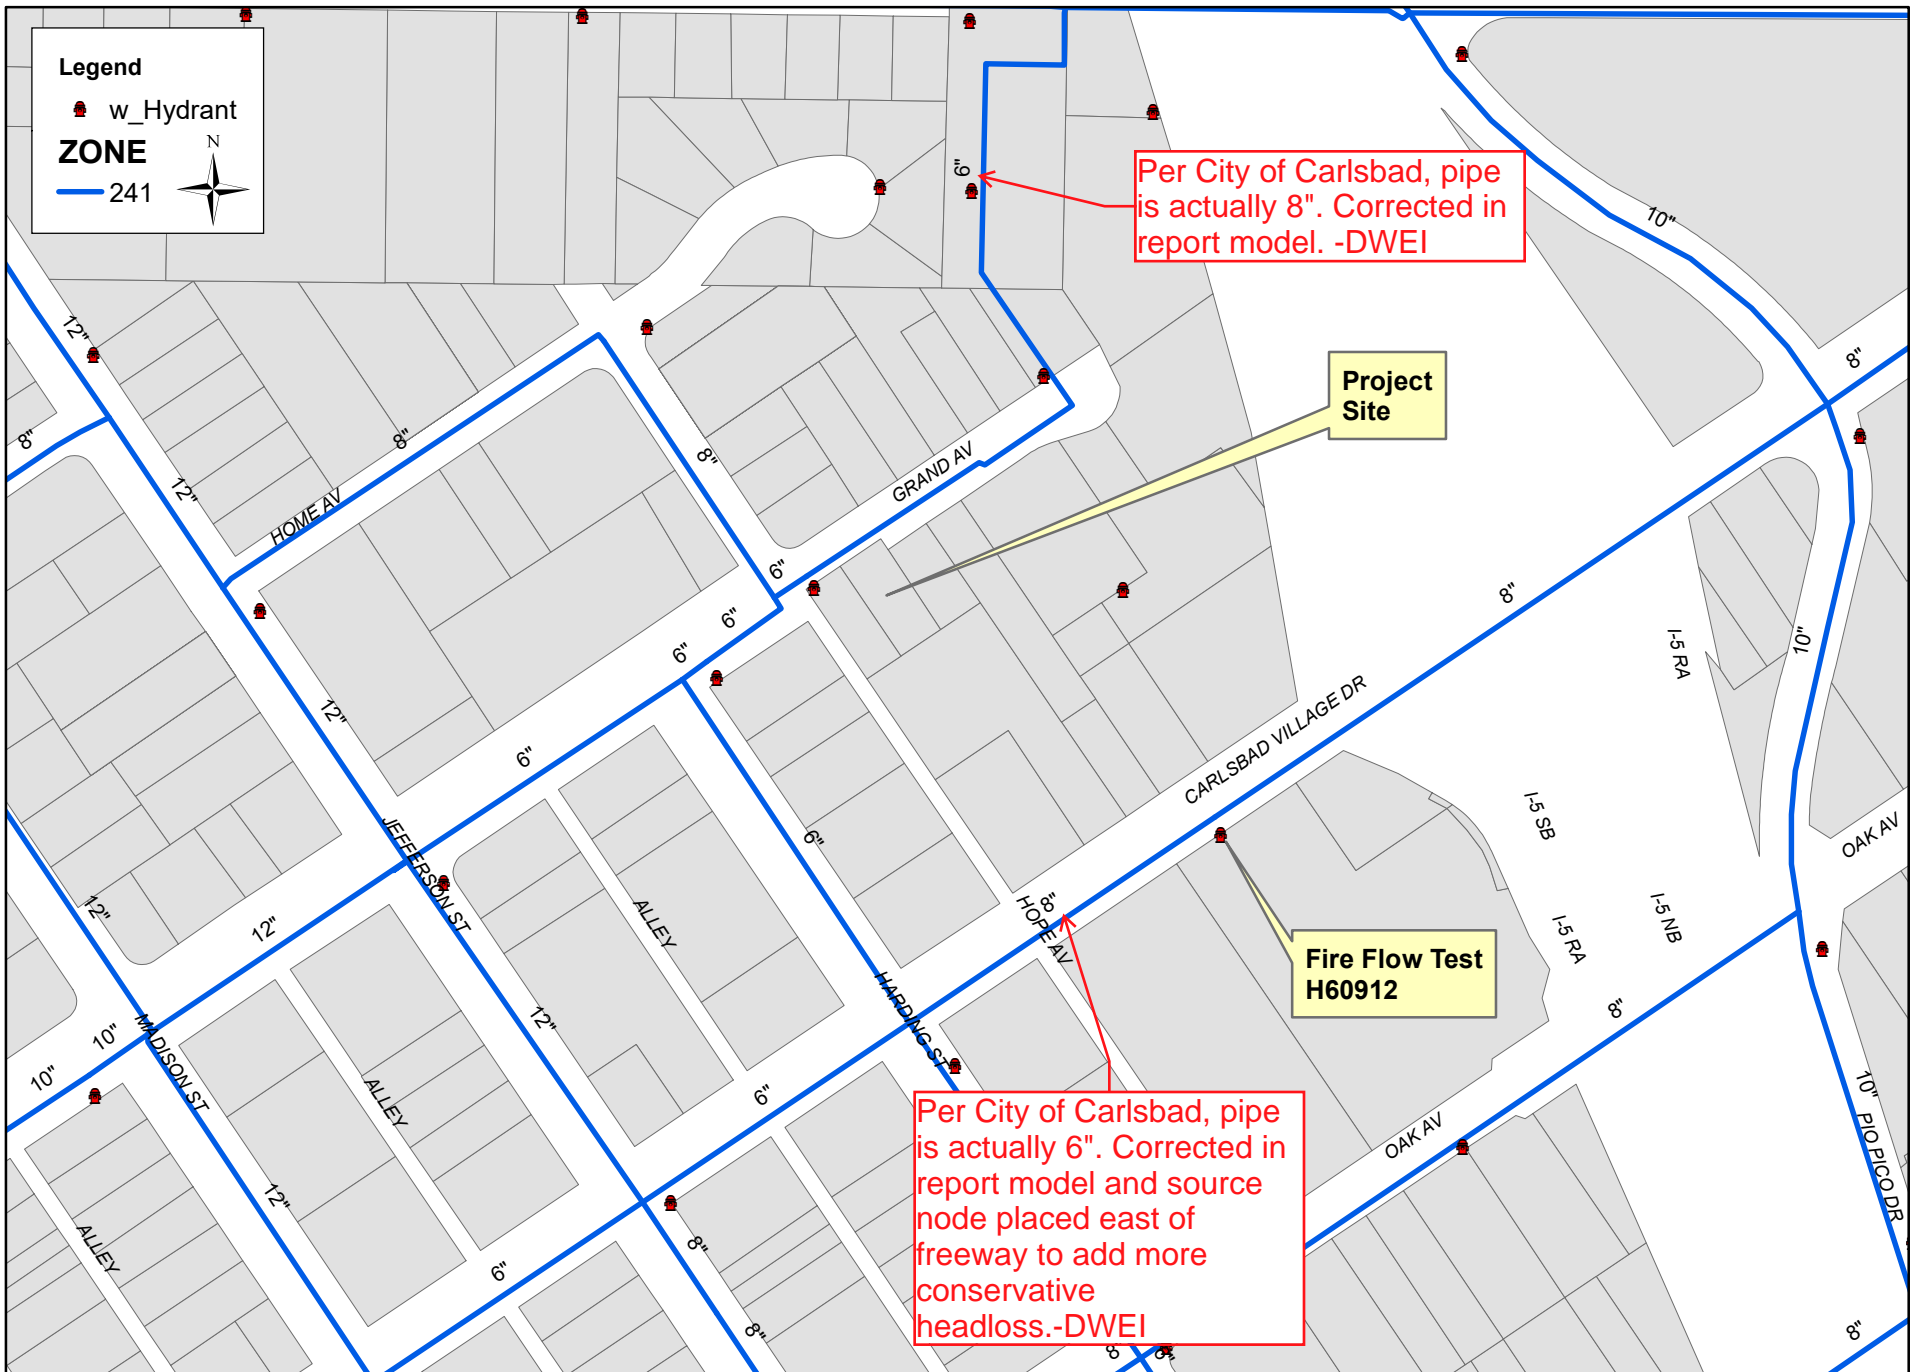 Legend
w_Hydrant
ZONE
241
N
6"
Per City of Carlsbad, pipe
is actually 8". Corrected in
report model. -DWEI
10"
12"
8"
8"
8"
12"
8"
HOME AV
GRAND AV
Project
Site
8"
6"
6"
6"
8"
I-5 RA
10"
12"
6"
CARLSBAD VILLAGE DR
JEFFERSON ST
6"
I-5 SB
OAK AV
12"
12"
ALLEY
8"
HOPE AV
I-5 RA
I-5 NB
Fire Flow Test
H60912
10"
10"
MADISON ST
12"
HARDING ST
8"
ALLEY
6"
Per City of Carlsbad, pipe
is actually 6". Corrected in
report model and source
node placed east of
freeway to add more
conservative
headloss.-DWEI
OAK AV
10"
PIO PICO DR
ALLEY
12"
6"
8"
8"
8"